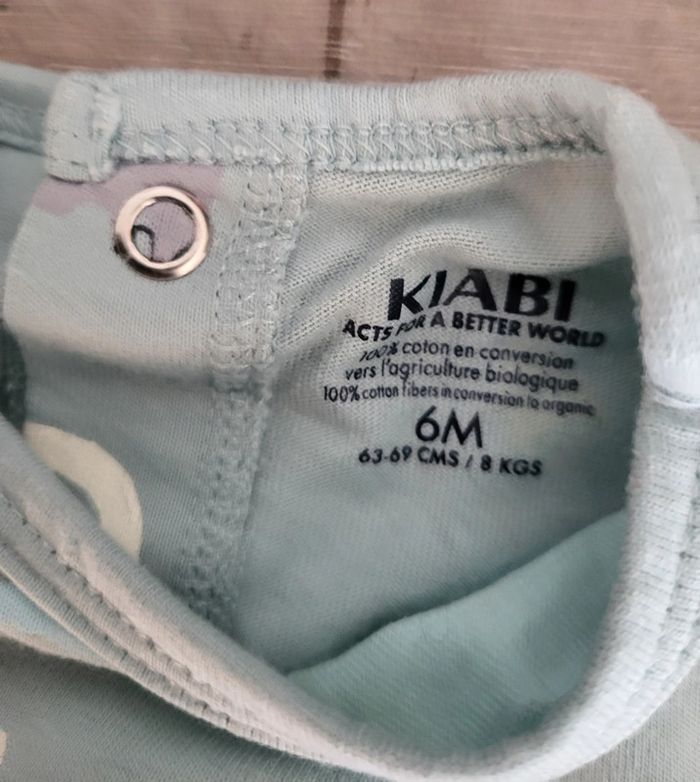 KIABI
ACTS FOR A BETTER WORLD
100% coton en conversion
vers l'agriculture biologique
100% cotton fibers in conversion to organic
6M
63-69 CMS / 8 KGS